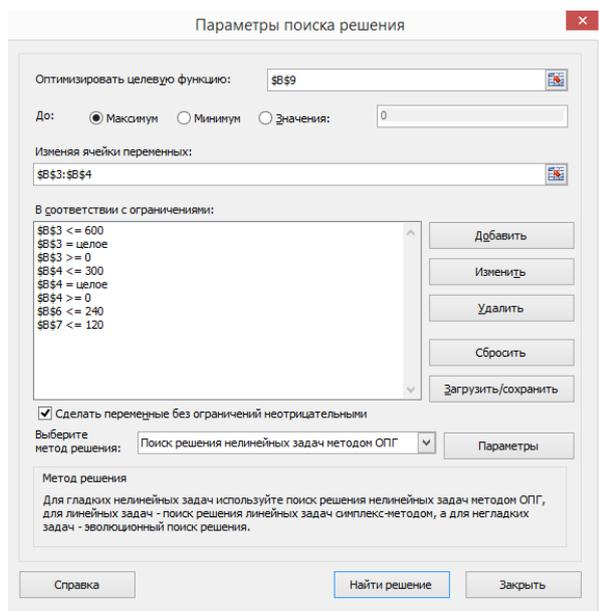 Параметры поиска решения
Оптимизировать целевую функцию: $B$9
До: Максимум Минимум Значения: 0
Изменяя ячейки переменных:
$B$3:$B$4
В соответствии с ограничениями:
$B$3 <= 600
$B$3 = целое
$B$3 >= 0
$B$4 <= 300
$B$4 = целое
$B$4 >= 0
$B$6 <= 240
$B$7 <= 120
Добавить
Изменить
Удалить
Сбросить
Загрузить/сохранить
Сделать переменные без ограничений неотрицательными
Выберите
метод решения: Поиск решения нелинейных задач методом ОПГ Параметры
Метод решения
Для гладких нелинейных задач используйте поиск решения нелинейных задач методом ОПГ,
для линейных задач - поиск решения линейных задач симплекс-методом, а для негладких
задач - эволюционный поиск решения.
Справка Найти решение Закрыть